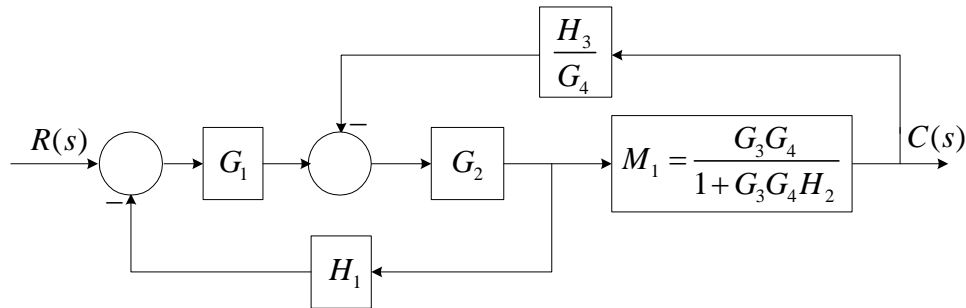 H₃
G₄
−
R(s)
G₁
G₂
M₁ = G₃G₄ / (1 + G₃G₄H₂)
C(s)
−
H₁